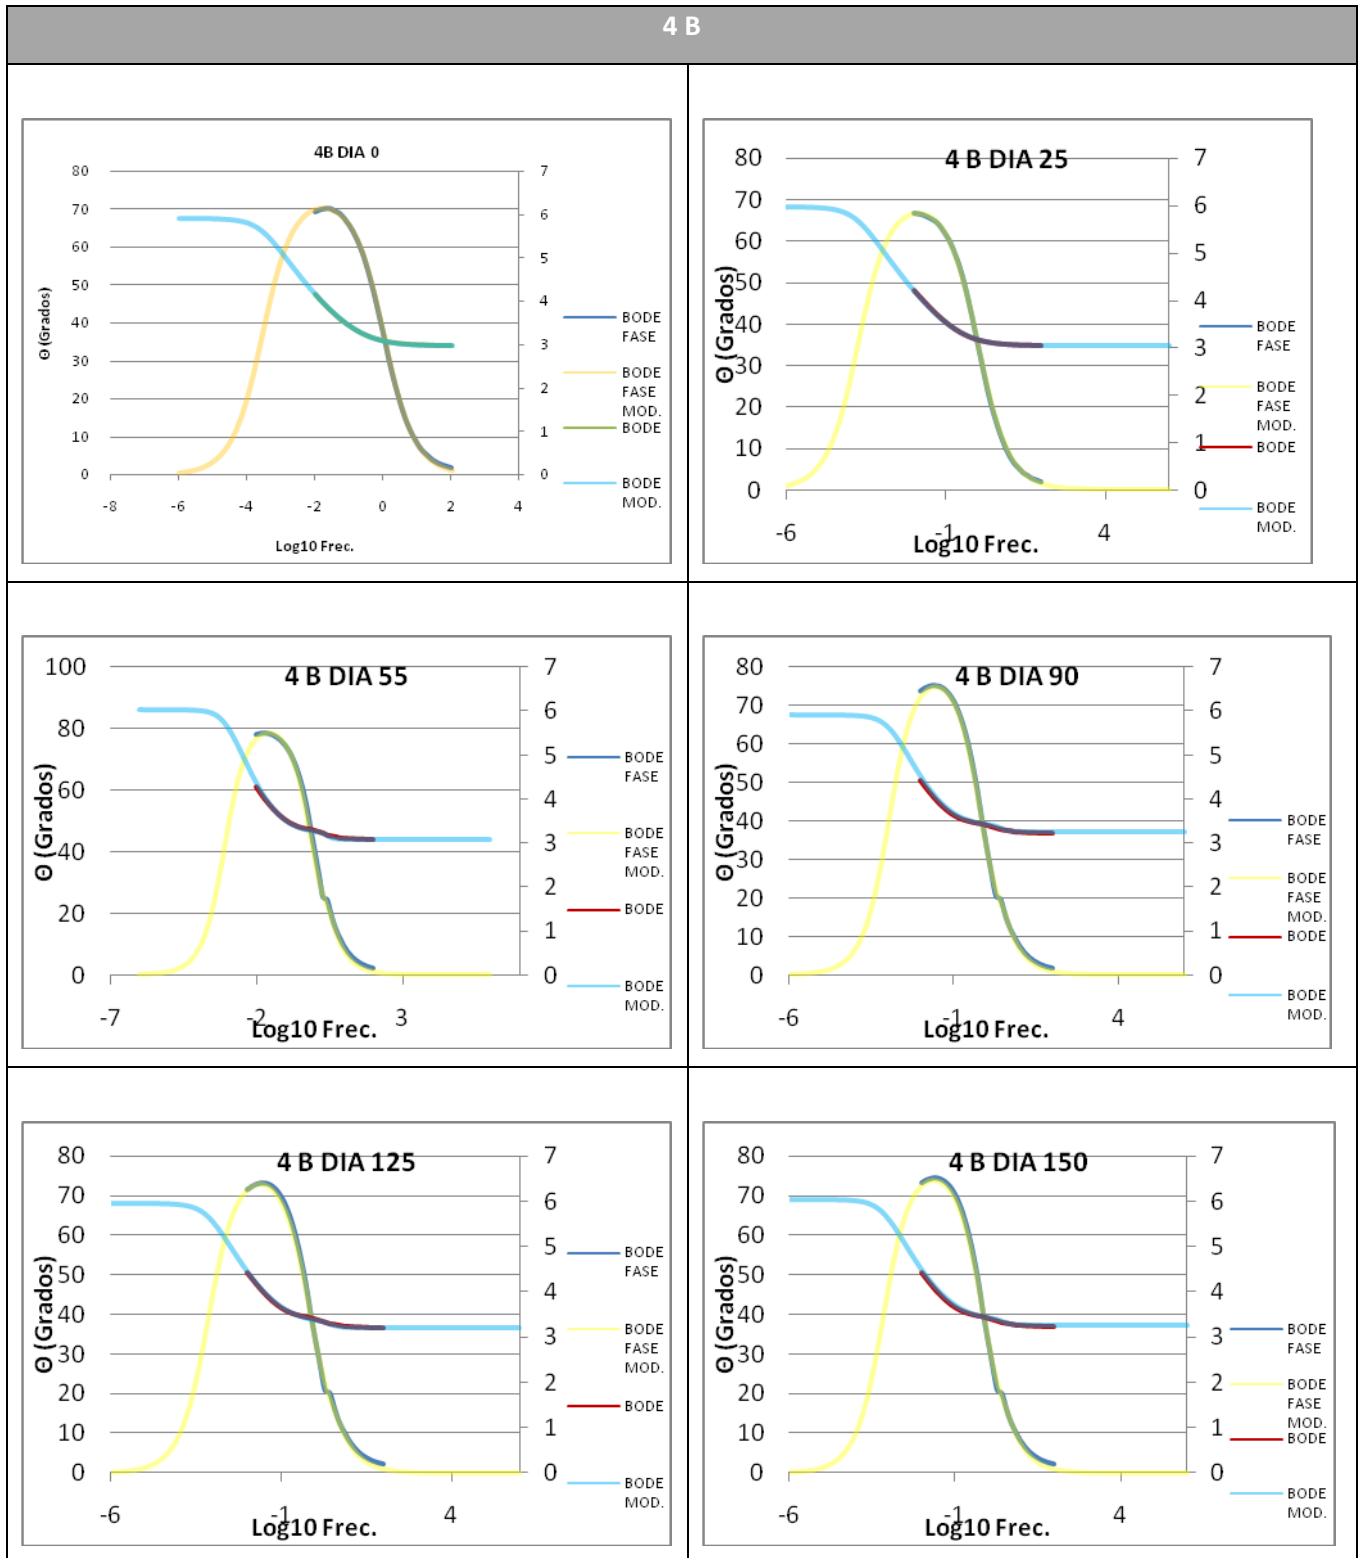 4 B
4B DIA 0
80
70
60
50
40
30
20
10
0
7
6
5
4
3
2
1
0
-8 -6 -4 -2 0 2 4
Θ (Grados)
Log10 Frec.
BODE
FASE
BODE
FASE
MOD.
BODE
BODE
MOD.
4 B DIA 25
80
70
60
50
40
30
20
10
0
7
6
5
4
3
2
1
0
-6 -1 4
Θ (Grados)
Log10 Frec.
BODE
FASE
BODE
FASE
MOD.
BODE
BODE
MOD.
4 B DIA 55
100
80
60
40
20
0
7
6
5
4
3
2
1
0
-7 -2 3
Θ (Grados)
Log10 Frec.
BODE
FASE
BODE
FASE
MOD.
BODE
BODE
MOD.
4 B DIA 90
80
70
60
50
40
30
20
10
0
7
6
5
4
3
2
1
0
-6 -1 4
Θ (Grados)
Log10 Frec.
BODE
FASE
BODE
FASE
MOD.
BODE
BODE
MOD.
4 B DIA 125
80
70
60
50
40
30
20
10
0
7
6
5
4
3
2
1
0
-6 -1 4
Θ (Grados)
Log10 Frec.
BODE
FASE
BODE
FASE
MOD.
BODE
BODE
MOD.
4 B DIA 150
80
70
60
50
40
30
20
10
0
7
6
5
4
3
2
1
0
-6 -1 4
Θ (Grados)
Log10 Frec.
BODE
FASE
BODE
FASE
MOD.
BODE
BODE
MOD.